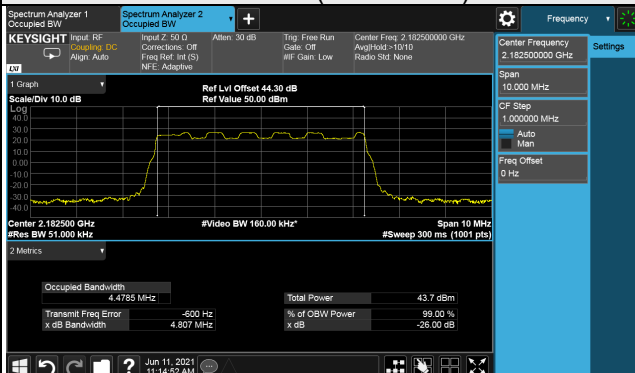 Spectrum Analyzer 1
Occupied BW
Spectrum Analyzer 2
Occupied BW
Frequency
KEYSIGHT
Input: RF
Coupling: DC
Align: Auto
Input Z: 50 Ω
Corrections: Off
Freq Ref: Int (S)
NFE: Adaptive
Atten: 30 dB
Trig: Free Run
Gate: Off
#IF Gain: Low
Center Freq: 2.182500000 GHz
Avg|Hold:>10/10
Radio Std: None
LXI
Center Frequency
2.182500000 GHz
Settings
Span
10.000 MHz
CF Step
1.000000 MHz
Auto
Man
Freq Offset
0 Hz
1 Graph
Scale/Div 10.0 dB
Ref Lvl Offset 44.30 dB
Ref Value 50.00 dBm
Log
40.0
30.0
20.0
10.0
0.00
-10.0
-20.0
-30.0
-40.0
Center 2.182500 GHz
#Video BW 160.00 kHz*
Span 10 MHz
#Res BW 51.000 kHz
#Sweep 300 ms (1001 pts)
2 Metrics
Occupied Bandwidth
4.4785 MHz
Total Power
43.7 dBm
Transmit Freq Error
-600 Hz
% of OBW Power
99.00 %
x dB Bandwidth
4.807 MHz
x dB
-26.00 dB
?
Jun 11, 2021
11:14:52 AM